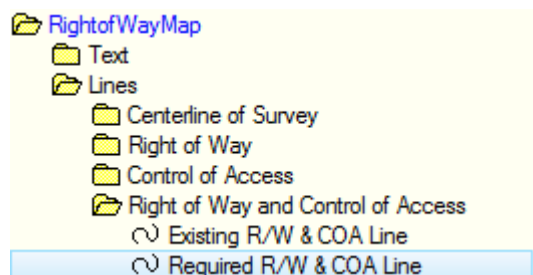 RightofWayMap
Text
Lines
Centerline of Survey
Right of Way
Control of Access
Right of Way and Control of Access
Existing R/W & COA Line
Required R/W & COA Line